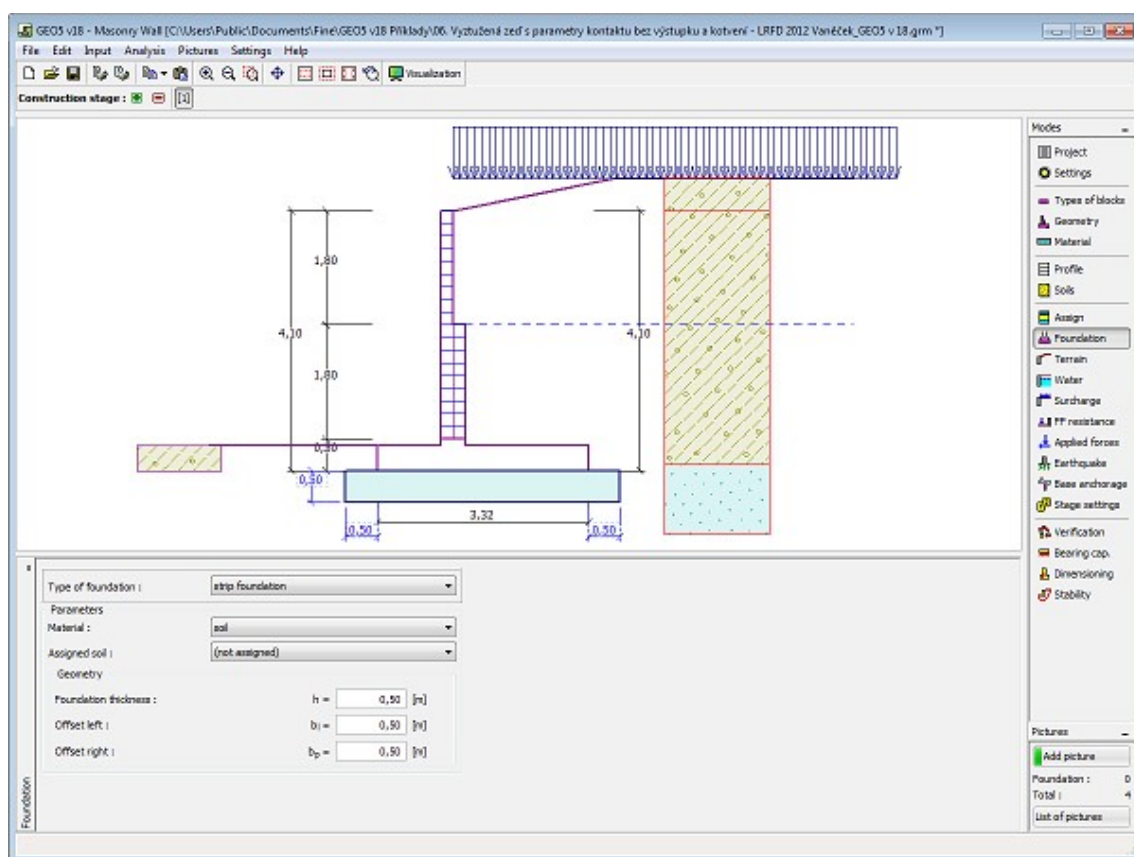 GEO5 v18 - Masonry Wall [C:\Users\Public\Documents\Fine\GEO5 v18 Příklady\06. Vyztužená zeď s parametry kontaktu bez výstupku a kotvení - LRFD 2012 Vaněček_GEO5 v 18.grm *]
File Edit Input Analysis Pictures Settings Help
Visualization
Construction stage : [1]
1,80
4,10
1,80
0,50
4,10
0,50
3,32
0,50
0,50
Modes
Project
Settings
Types of blocks
Geometry
Material
Profile
Soils
Assign
Foundation
Terrain
Water
Surcharge
FF resistance
Applied forces
Earthquake
Base anchorage
Stage settings
Verification
Bearing cap.
Dimensioning
Stability
Type of foundation : strip foundation
Parameters
Material : soil
Assigned soil : (not assigned)
Geometry
Foundation thickness : h = 0,50 [m]
Offset left : bl = 0,50 [m]
Offset right : bp = 0,50 [m]
Foundation
Pictures
Add picture
Foundation : 0
Total : 4
List of pictures